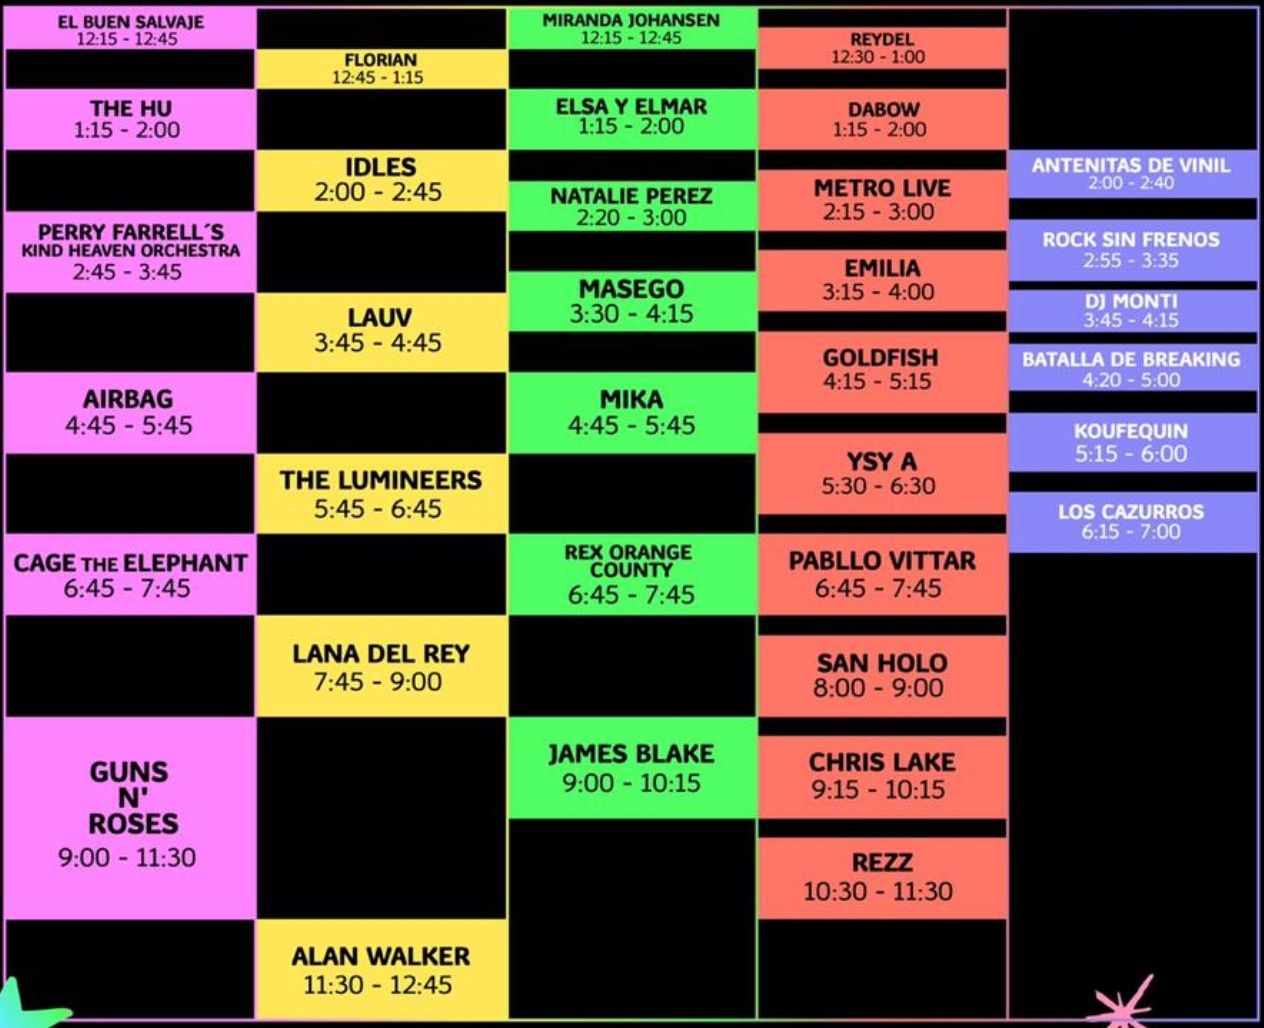 EL BUEN SALVAJE
12:15 - 12:45
THE HU
1:15 - 2:00
PERRY FARRELL´S
KIND HEAVEN ORCHESTRA
2:45 - 3:45
AIRBAG
4:45 - 5:45
CAGE THE ELEPHANT
6:45 - 7:45
GUNS
N'
ROSES
9:00 - 11:30
FLORIAN
12:45 - 1:15
IDLES
2:00 - 2:45
LAUV
3:45 - 4:45
THE LUMINEERS
5:45 - 6:45
LANA DEL REY
7:45 - 9:00
ALAN WALKER
11:30 - 12:45
MIRANDA JOHANSEN
12:15 - 12:45
ELSA Y ELMAR
1:15 - 2:00
NATALIE PEREZ
2:20 - 3:00
MASEGO
3:30 - 4:15
MIKA
4:45 - 5:45
REX ORANGE
COUNTY
6:45 - 7:45
JAMES BLAKE
9:00 - 10:15
REYDEL
12:30 - 1:00
DABOW
1:15 - 2:00
METRO LIVE
2:15 - 3:00
EMILIA
3:15 - 4:00
GOLDFISH
4:15 - 5:15
YSY A
5:30 - 6:30
PABLLO VITTAR
6:45 - 7:45
SAN HOLO
8:00 - 9:00
CHRIS LAKE
9:15 - 10:15
REZZ
10:30 - 11:30
ANTENITAS DE VINIL
2:00 - 2:40
ROCK SIN FRENOS
2:55 - 3:35
DJ MONTI
3:45 - 4:15
BATALLA DE BREAKING
4:20 - 5:00
KOUFEQUIN
5:15 - 6:00
LOS CAZURROS
6:15 - 7:00